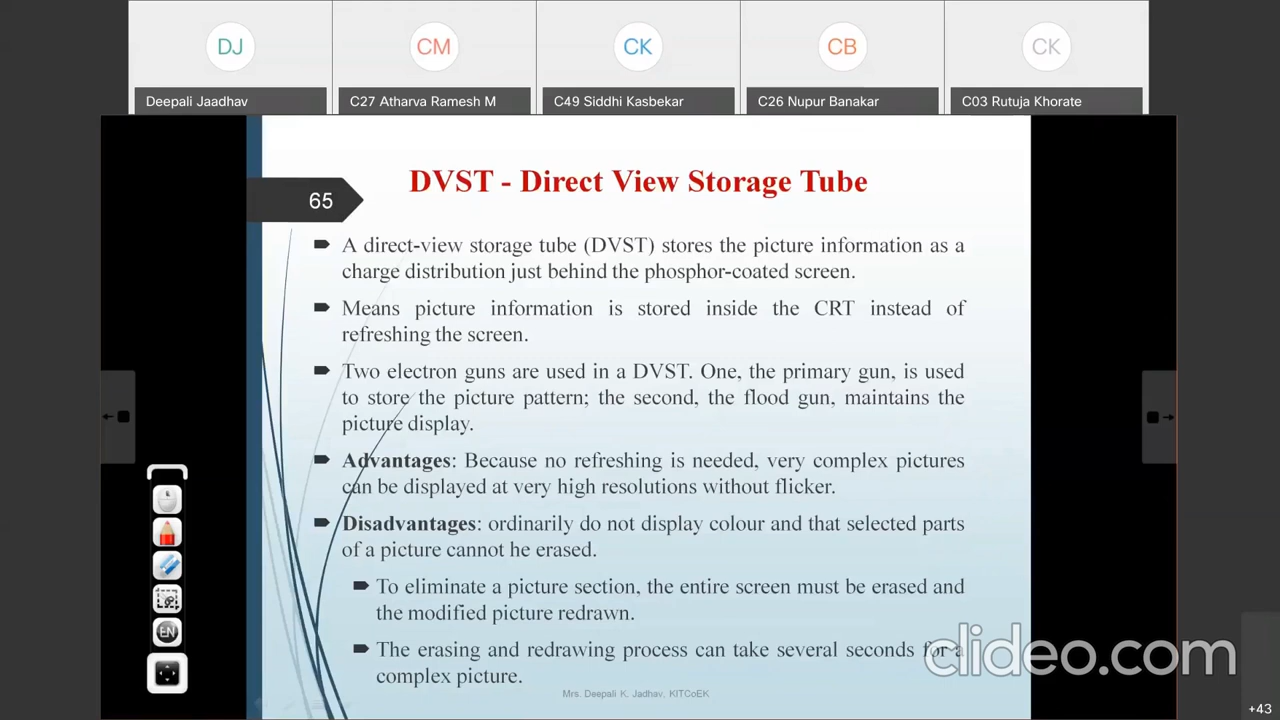 DJ
CM
CK
CB
CK
Deepali Jaadhav
C27 Atharva Ramesh M
C49 Siddhi Kasbekar
C26 Nupur Banakar
C03 Rutuja Khorate
DVST - Direct View Storage Tube
65
A direct-view storage tube (DVST) stores the picture information as a
charge distribution just behind the phosphor-coated screen.
Means picture information is stored inside the CRT instead of
refreshing the screen.
Two electron guns are used in a DVST. One, the primary gun, is used
to store the picture pattern; the second, the flood gun, maintains the
picture display.
Advantages: Because no refreshing is needed, very complex pictures
can be displayed at very high resolutions without flicker.
Disadvantages: ordinarily do not display colour and that selected parts
of a picture cannot he erased.
To eliminate a picture section, the entire screen must be erased and
the modified picture redrawn.
The erasing and redrawing process can take several seconds for a
complex picture.
EN
clideo.com
Mrs. Deepali K. Jadhav, KITCoEK
+43